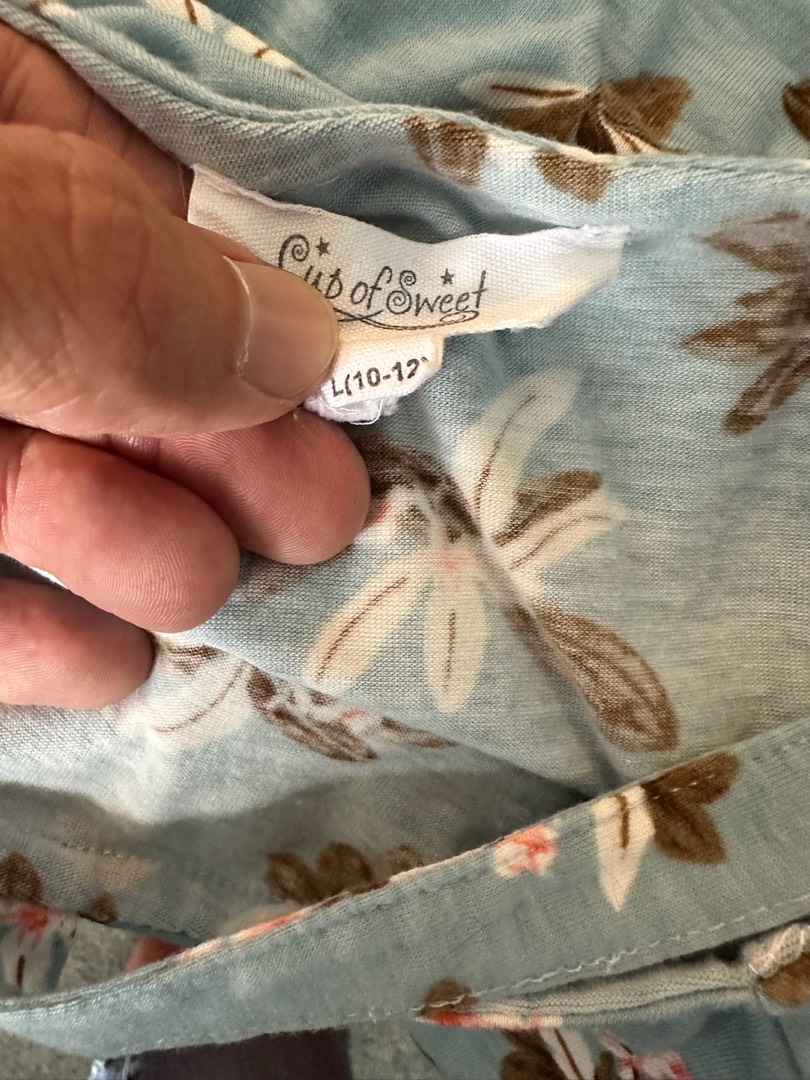 Cup of Sweet
L(10-12)